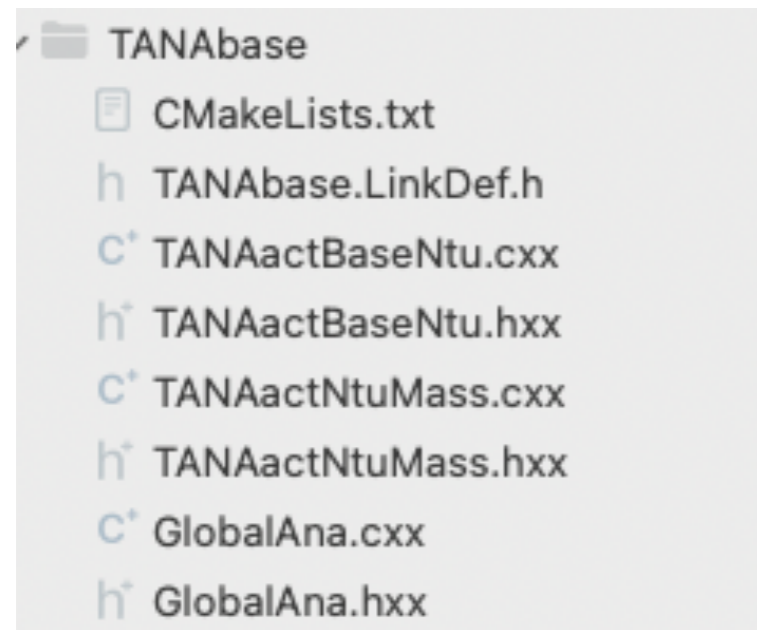 TANAbase
CMakeLists.txt
h TANAbase.LinkDef.h
C+ TANAactBaseNtu.cxx
h+ TANAactBaseNtu.hxx
C+ TANAactNtuMass.cxx
h+ TANAactNtuMass.hxx
C+ GlobalAna.cxx
h+ GlobalAna.hxx